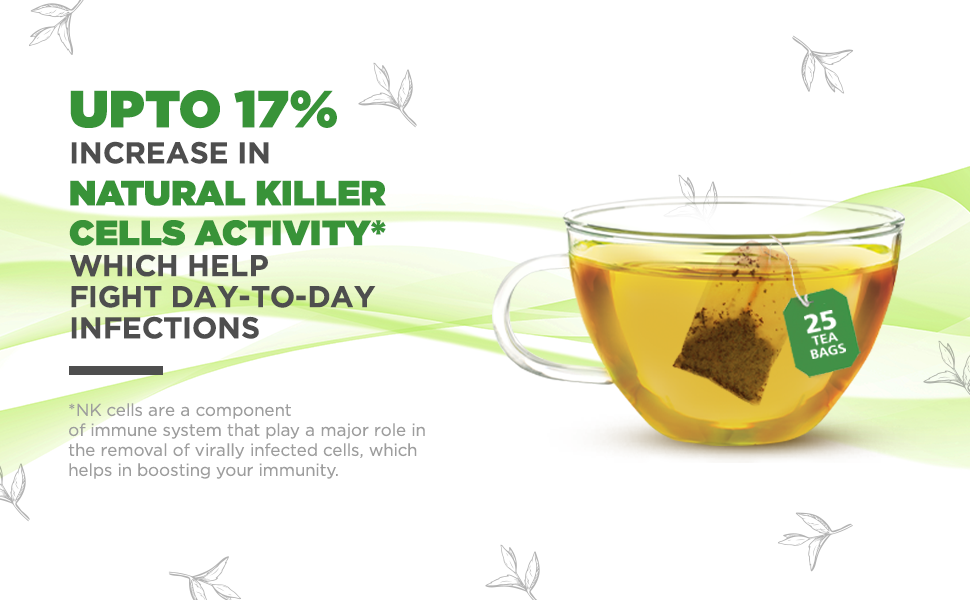 UPTO 17%
INCREASE IN
NATURAL KILLER
CELLS ACTIVITY*
WHICH HELP
FIGHT DAY-TO-DAY
INFECTIONS
*NK cells are a component
of immune system that play a major role in
the removal of virally infected cells, which
helps in boosting your immunity.
25
TEA
BAGS